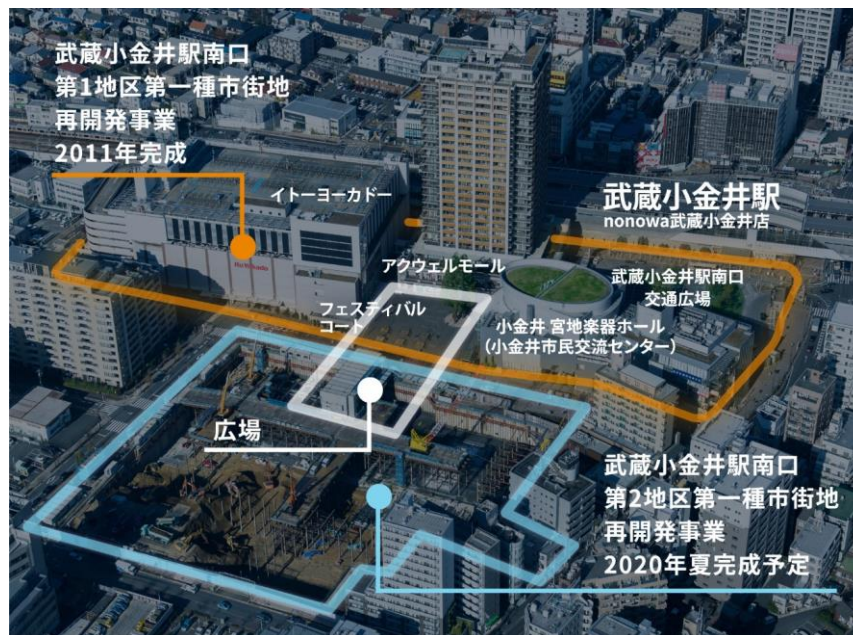 武蔵小金井駅南口
第1地区第一種市街地
再開発事業
2011年完成
イトーヨーカドー
武蔵小金井駅
nonowa武蔵小金井店
アクウェルモール
武蔵小金井駅南口
交通広場
フェスティバル
コート
小金井 宮地楽器ホール
（小金井市民交流センター）
広場
武蔵小金井駅南口
第2地区第一種市街地
再開発事業
2020年夏完成予定